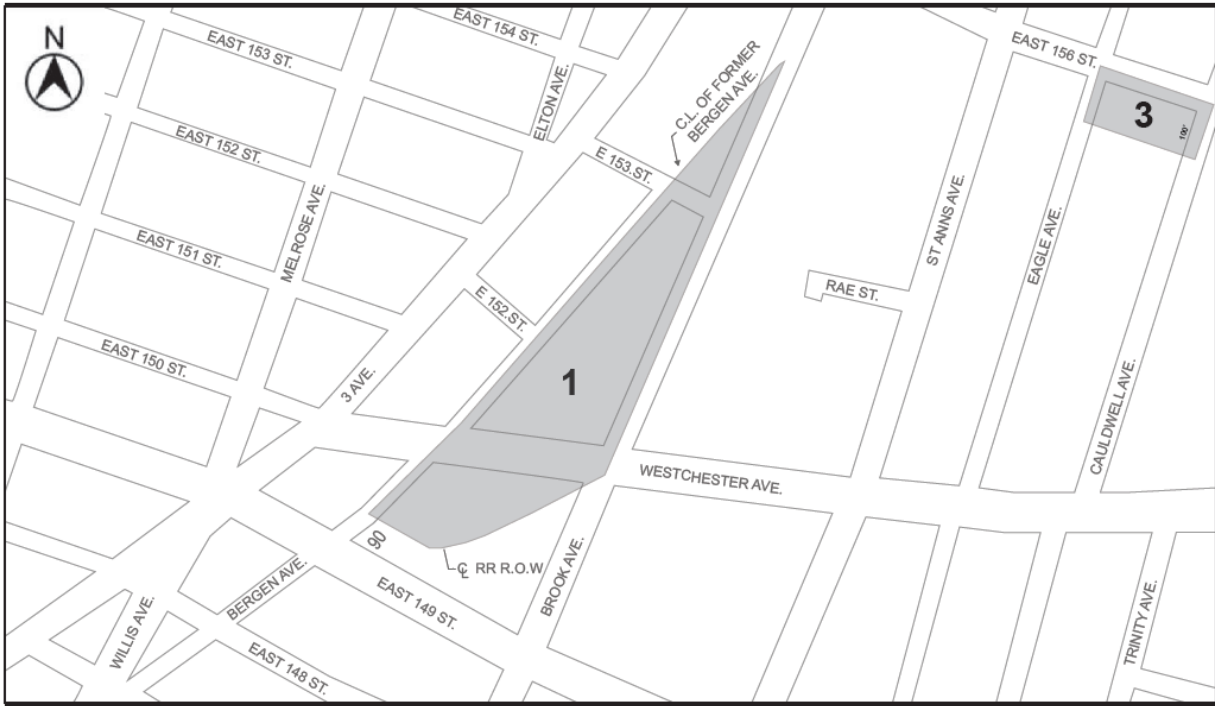 N
EAST 153 ST.
EAST 154 ST.
ELTON AVE.
C.L. OF FORMER
BERGEN AVE.
EAST 156 ST.
3
100'
EAST 152 ST.
E 153.ST.
MELROSE AVE.
ST ANNS AVE.
EAGLE AVE.
EAST 151 ST.
E 152.ST.
RAE ST.
EAST 150 ST.
3 AVE.
1
CAULDWELL AVE.
WESTCHESTER AVE.
90
CL RR R.O.W
BROOK AVE.
BERGEN AVE.
EAST 149 ST.
WILLIS AVE.
EAST 148 ST.
TRINITY AVE.